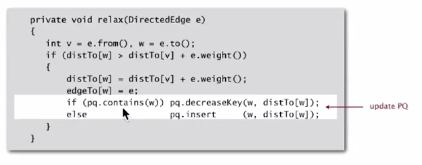 private void relax(DirectedEdge e)
{
int v = e.from(), w = e.to();
if (distTo[w] > distTo[v] + e.weight())
{
distTo[w] = distTo[v] + e.weight();
edgeTo[w] = e;
if (pq.contains(w)) pq.decreaseKey(w, distTo[w]);
else pq.insert (w, distTo[w]);
}
}
update PQ